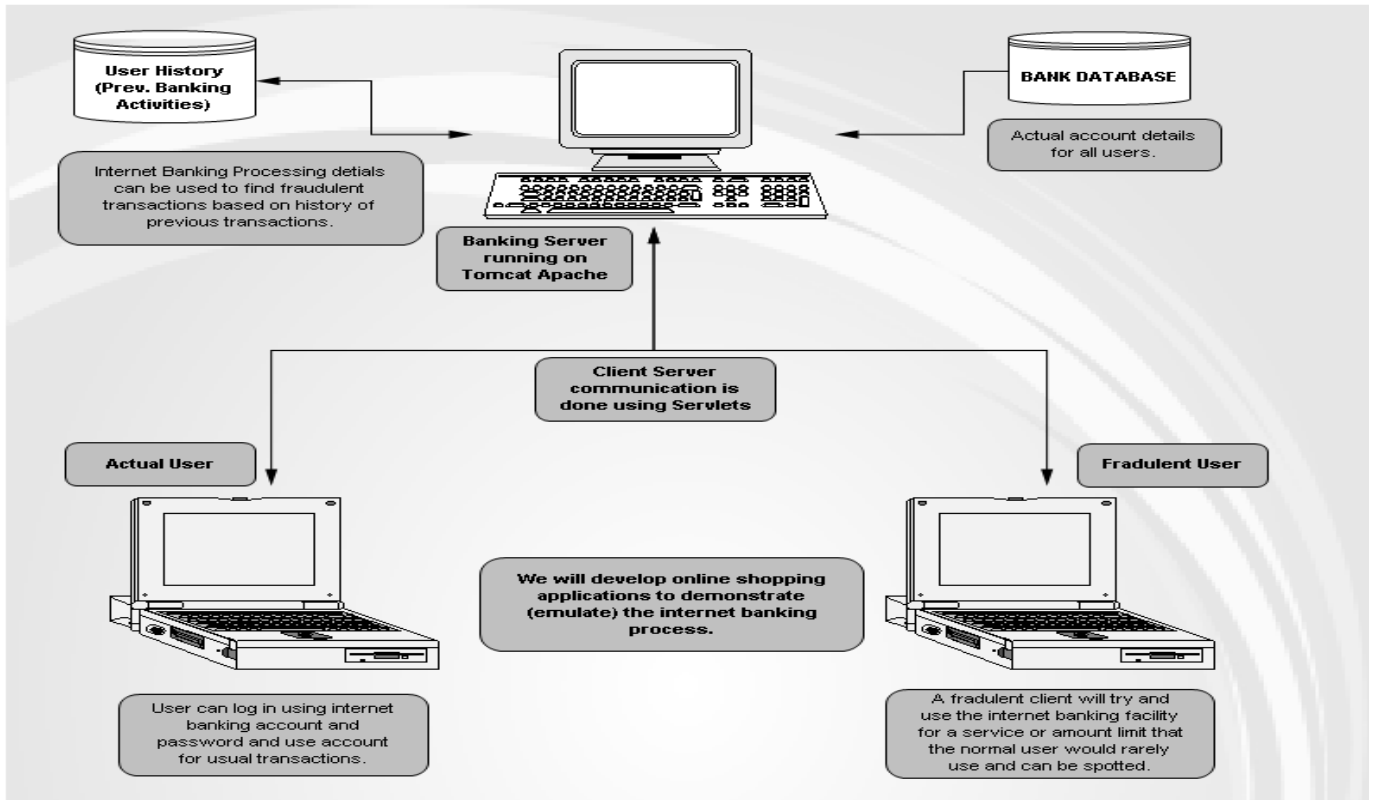 User History
(Prev. Banking
Activities)
BANK DATABASE
Actual account details
for all users.
Internet Banking Processing detials
can be used to find fraudulent
transactions based on history of
previous transactions.
Banking Server
running on
Tomcat Apache
Client Server
communication is
done using Servlets
Actual User
Fradulent User
We will develop online shopping
applications to demonstrate
(emulate) the internet banking
process.
User can log in using internet
banking account and
password and use account
for usual transactions.
A fradulent client will try and
use the internet banking facility
for a service or amount limit that
the normal user would rarely
use and can be spotted.